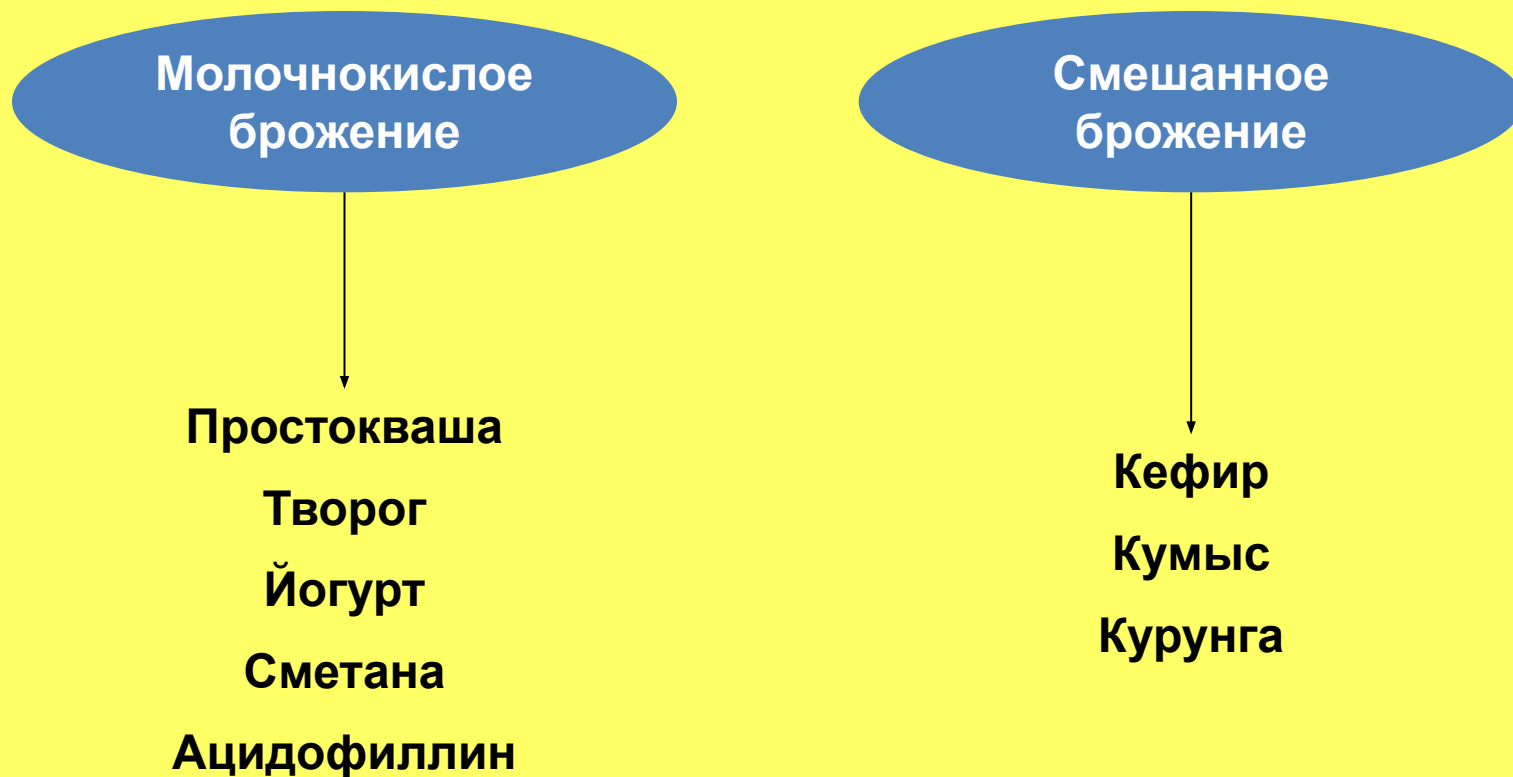 Молочнокислое
брожение
Простокваша
Творог
Йогурт
Сметана
Ацидофиллин
Смешанное
брожение
Кефир
Кумыс
Курунга